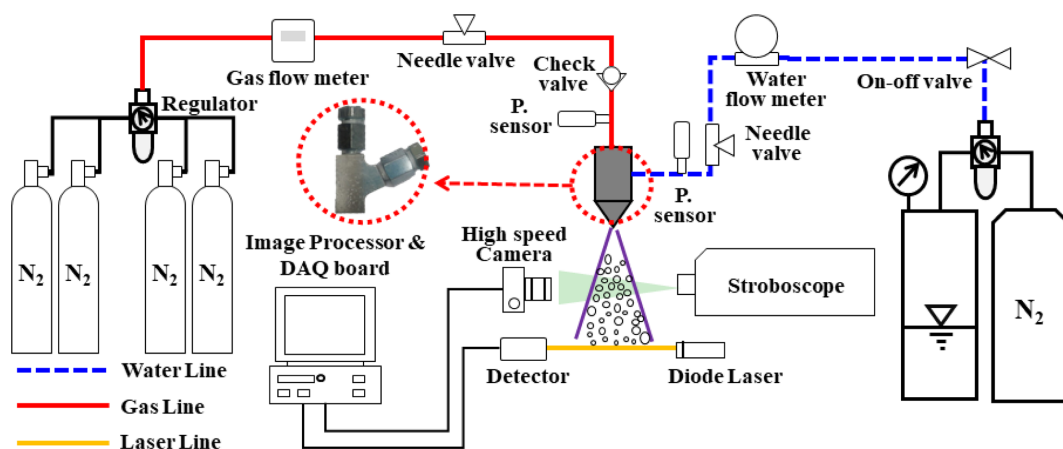 Gas flow meter
Needle valve
Check
valve
Water
flow meter
On-off valve
Regulator
P.
sensor
Needle
valve
P.
sensor
N₂
N₂
N₂
N₂
Image Processor &
DAQ board
High speed
Camera
Stroboscope
N₂
Detector
Diode Laser
Water Line
Gas Line
Laser Line